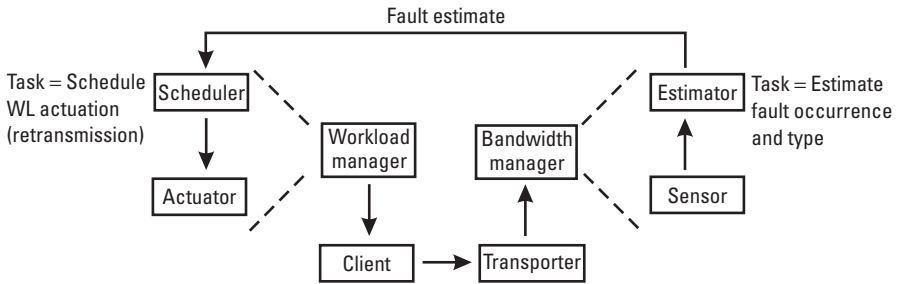 Fault estimate
Task = Schedule
WL actuation
(retransmission)
Scheduler
Estimator
Task = Estimate
fault occurrence
and type
Workload
manager
Bandwidth
manager
Actuator
Sensor
Client
Transporter